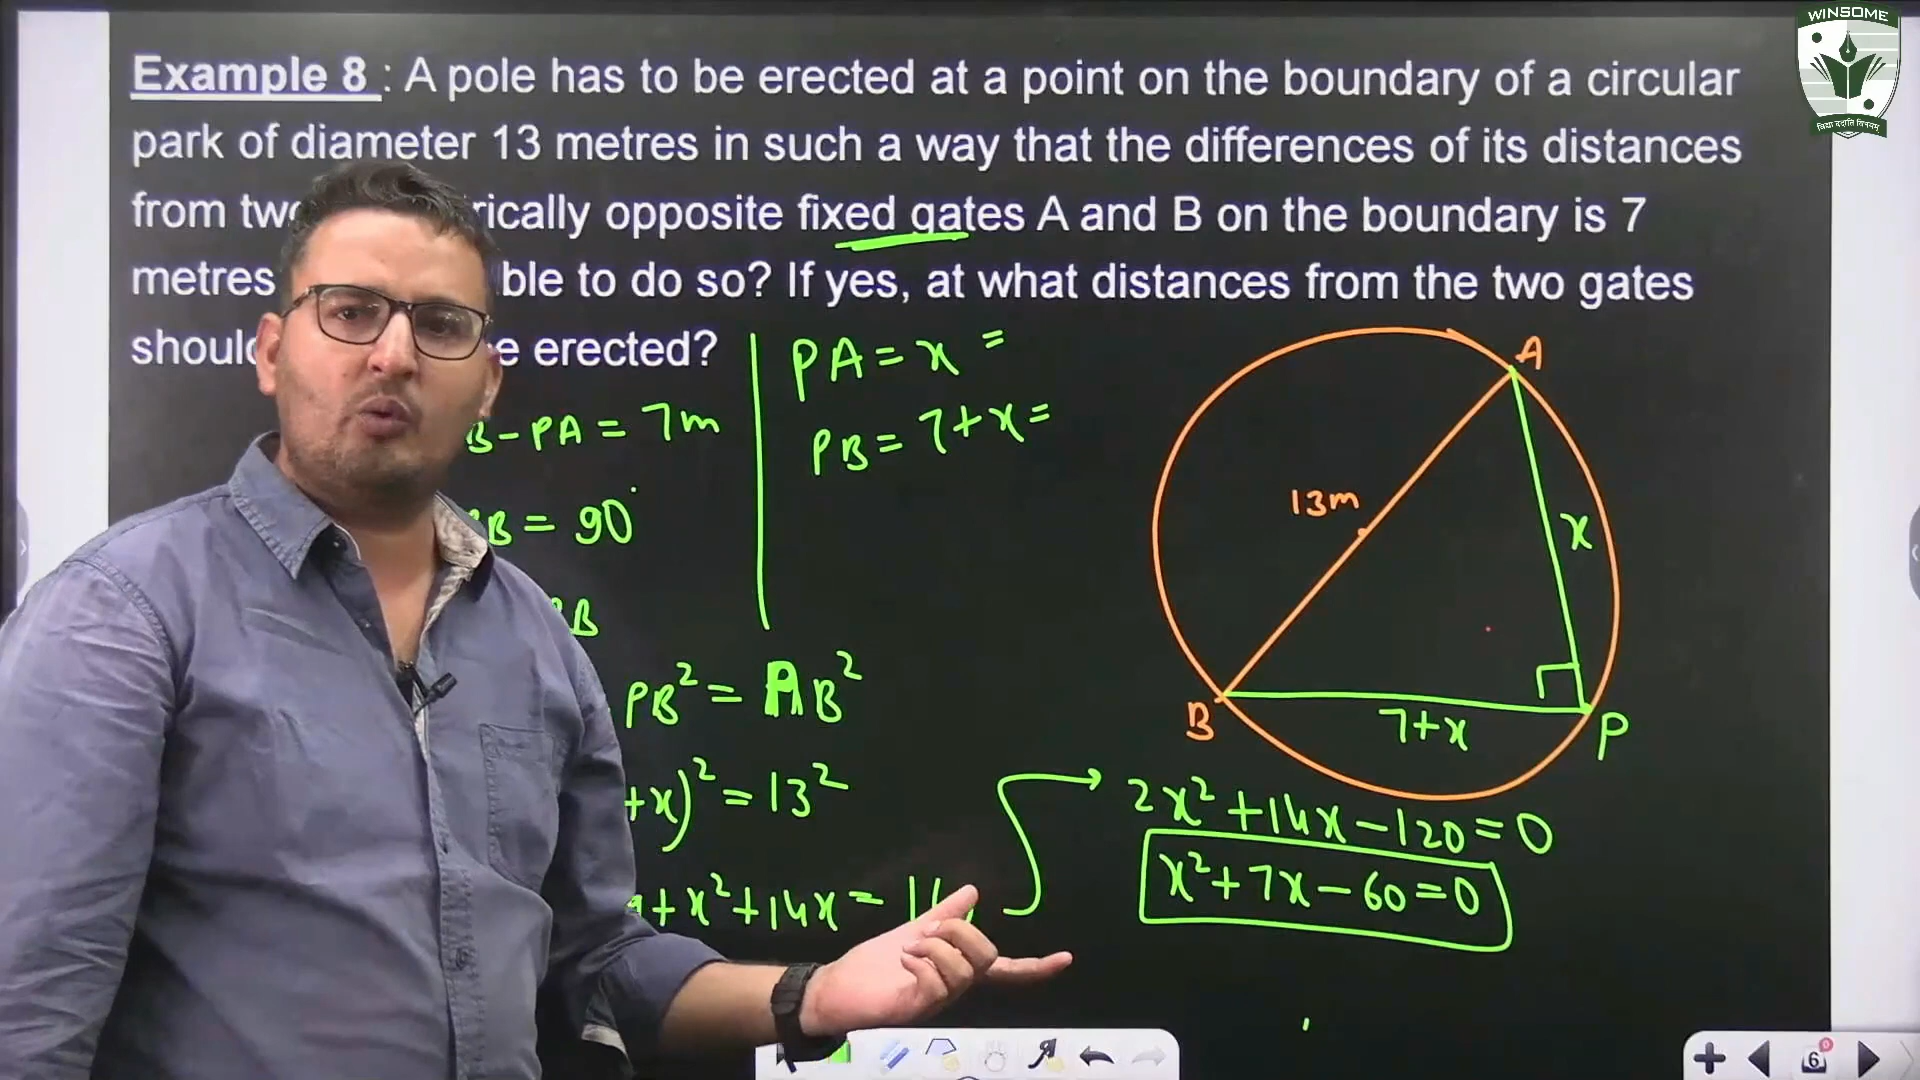 WINSOME
विद्या ददाति विनयम्
Example 8 : A pole has to be erected at a point on the boundary of a circular
park of diameter 13 metres in such a way that the differences of its distances
from rically opposite fixed gates A and B on the boundary is 7
metres ble to do so? If yes, at what distances from the two gates
e erected?
B-PA = 7m
B = 90°
B
PB² = AB²
+x)² = 13²
+ x² + 14x =
PA = x =
PB = 7+x =
A
13m
x
B
7+x
P
2x² + 14x - 120 = 0
x² + 7x - 60 = 0
6